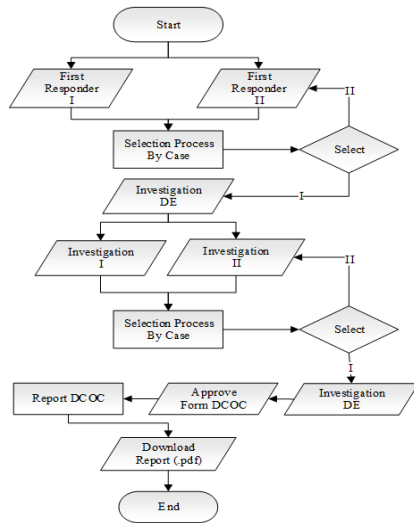 Start
First
Responder
I
First
Responder
II
II
Selection Process
By Case
Select
I
Investigation
DE
Investigation
I
Investigation
II
II
Selection Process
By Case
Select
I
Report DCOC
Approve
Form DCOC
Investigation
DE
Download
Report (.pdf)
End